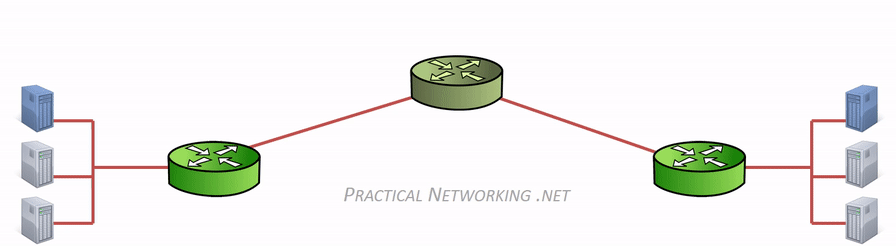 PRACTICAL NETWORKING .NET